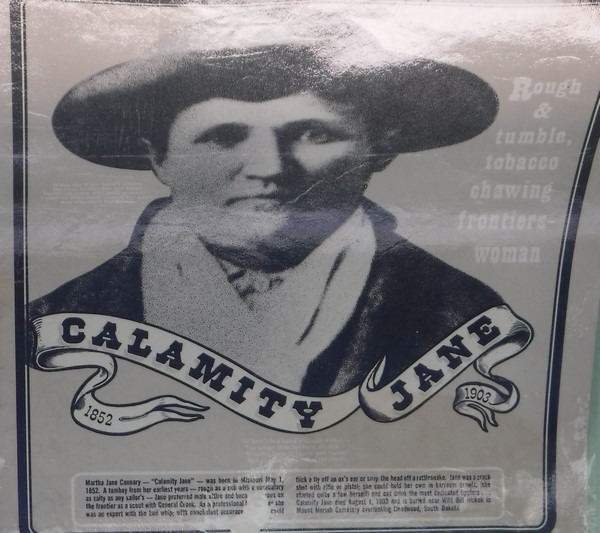 Rough
&
tumble,
tobacco
chawing
frontiers-
woman
CALAMITY JANE
1852
1903
Martha Jane Cannary — "Calamity Jane" — was born in Missouri May 1,
1852. A tomboy from her earliest years — rough as a cob with a vocabulary
as salty as any sailor's — Jane preferred male attire and
the frontier as a scout with General Crook. As a professional she
was an expert with the bull whip; with nonchalant accuracy could
flick a fly off an ox's ear or snip the head off a rattlesnake. Jane was a crack
shot with rifle or pistol; she could hold her own in barroom brawls, (she
started quite a few herself) and out drink the most dedicated tipplers.
Calamity Jane died August 1, 1903 and is buried near Wild Bill Hickok in
Mount Moriah Cemetery overlooking Deadwood, South Dakota